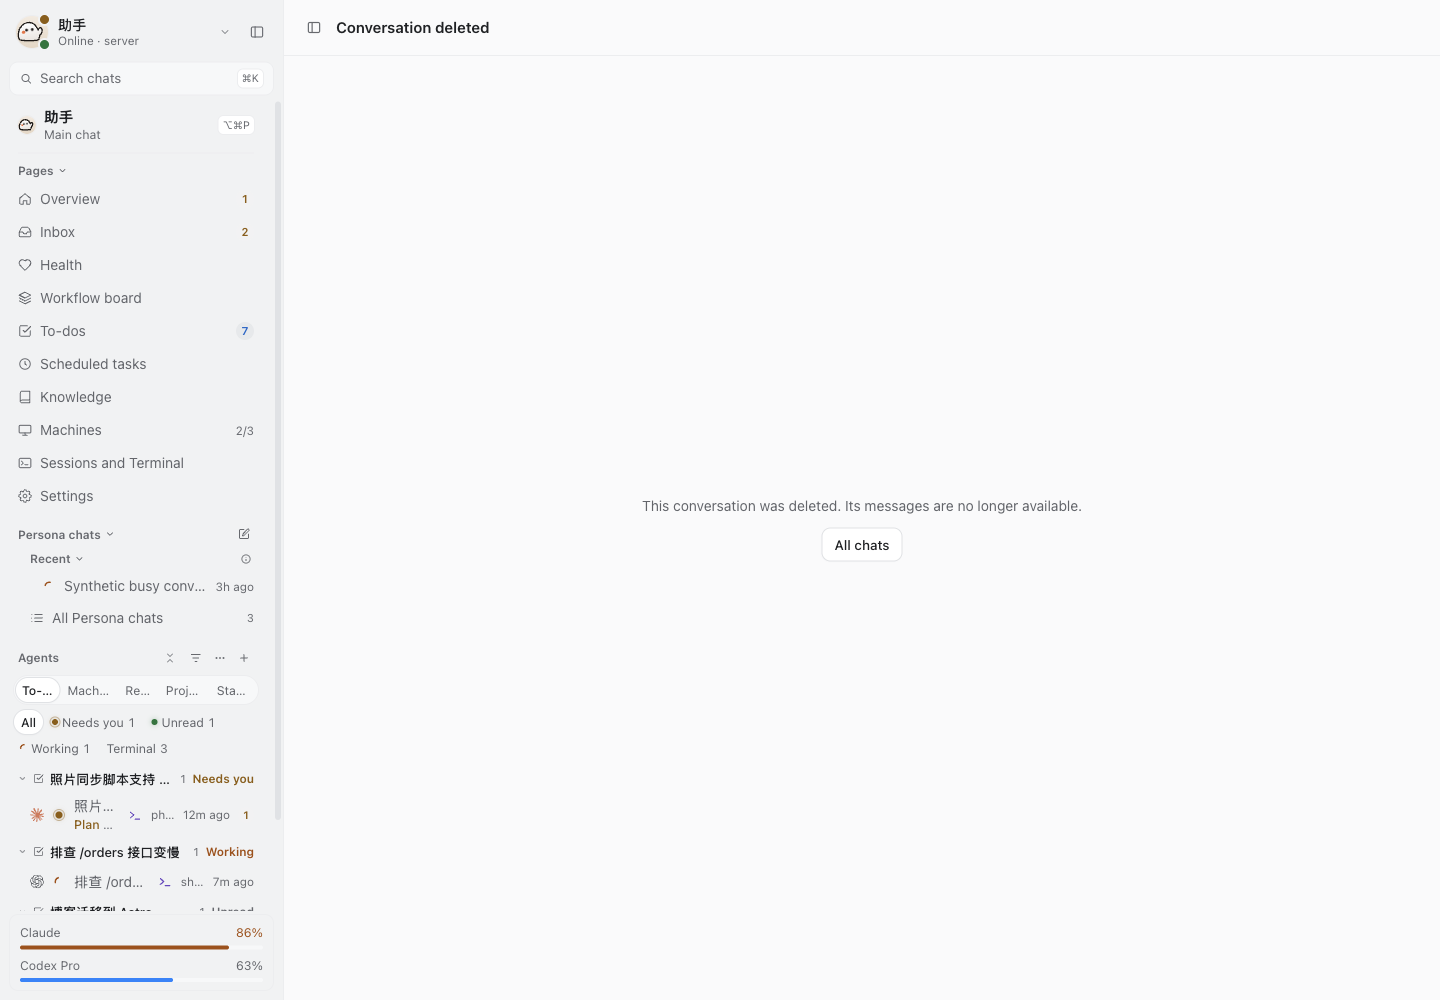 助手
Online · server
Search chats
⌘K
助手
Main chat
⌥⌘P
Pages
Overview
1
Inbox
2
Health
Workflow board
To-dos
7
Scheduled tasks
Knowledge
Machines
2/3
Sessions and Terminal
Settings
Persona chats
Recent
Synthetic busy conv...
3h ago
All Persona chats
3
Agents
To-...
Mach...
Re...
Proj...
Sta...
All
Needs you 1
Unread 1
Working 1
Terminal 3
照片同步脚本支持 ...
1 Needs you
照片...
Plan ...
ph...
12m ago
1
排查 /orders 接口变慢
1 Working
排查 /ord...
sh...
7m ago
Claude
86%
Codex Pro
63%
Conversation deleted
This conversation was deleted. Its messages are no longer available.
All chats